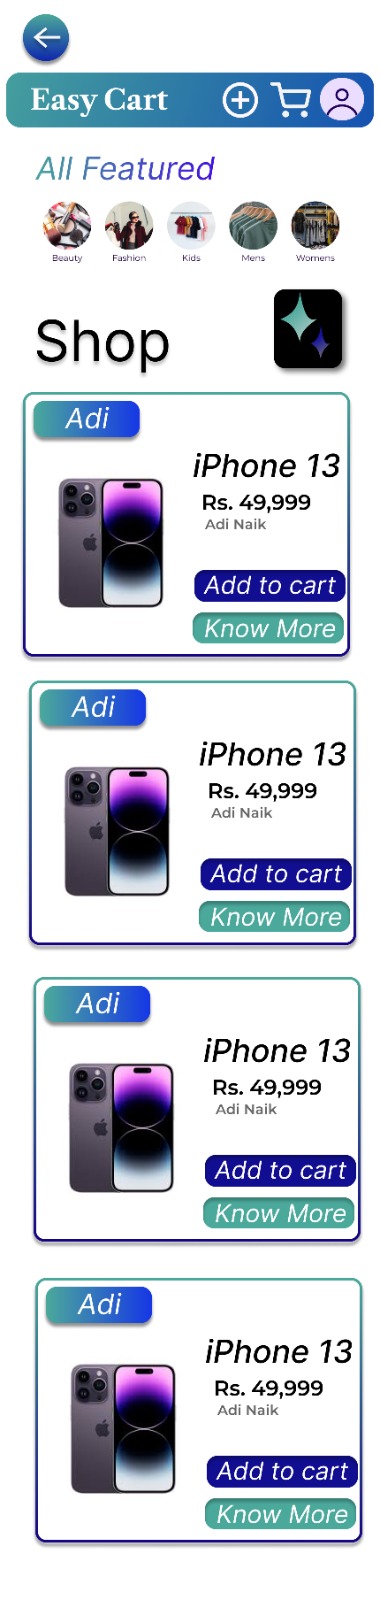 Easy Cart
All Featured
Beauty Fashion Kids Mens Womens
Shop
Adi
iPhone 13
Rs. 49,999
Adi Naik
Add to cart
Know More
Adi
iPhone 13
Rs. 49,999
Adi Naik
Add to cart
Know More
Adi
iPhone 13
Rs. 49,999
Adi Naik
Add to cart
Know More
Adi
iPhone 13
Rs. 49,999
Adi Naik
Add to cart
Know More